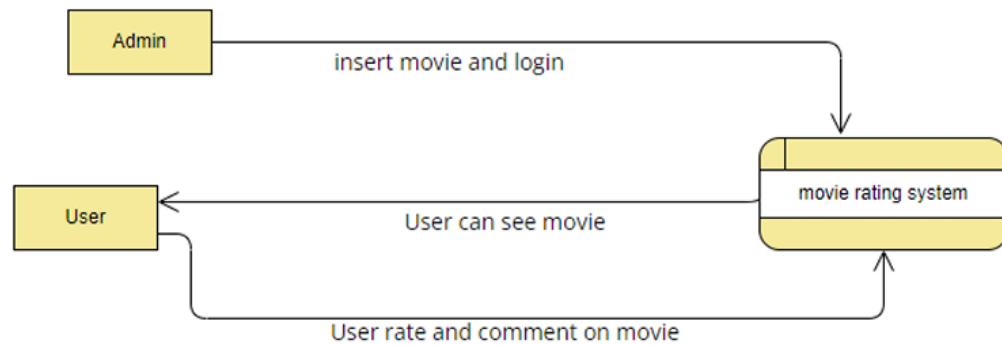 Admin
insert movie and login
movie rating system
User
User can see movie
User rate and comment on movie